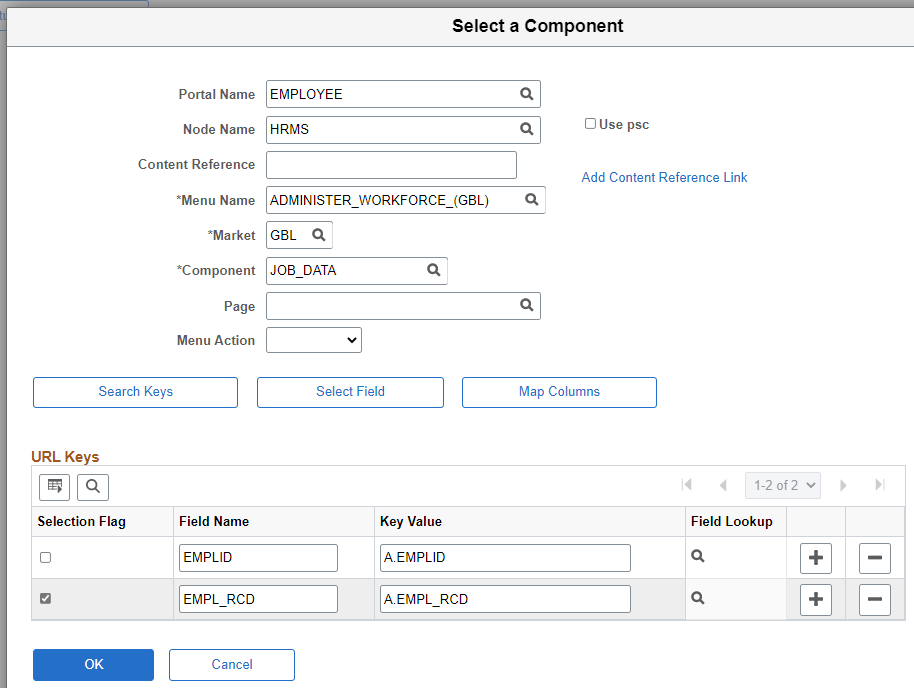 Select a Component
Portal Name EMPLOYEE
Node Name HRMS
Use psc
Content Reference
Add Content Reference Link
*Menu Name ADMINISTER_WORKFORCE_(GBL)
*Market GBL
*Component JOB_DATA
Page
Menu Action
Search Keys Select Field Map Columns
URL Keys
1-2 of 2
Selection Flag Field Name Key Value Field Lookup
EMPLID A.EMPLID
EMPL_RCD A.EMPL_RCD
OK Cancel